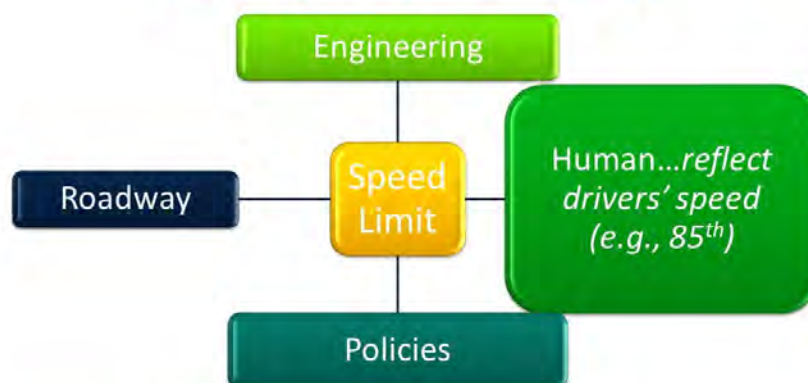 Engineering
Roadway
Speed
Limit
Human...reflect
drivers' speed
(e.g., 85th)
Policies